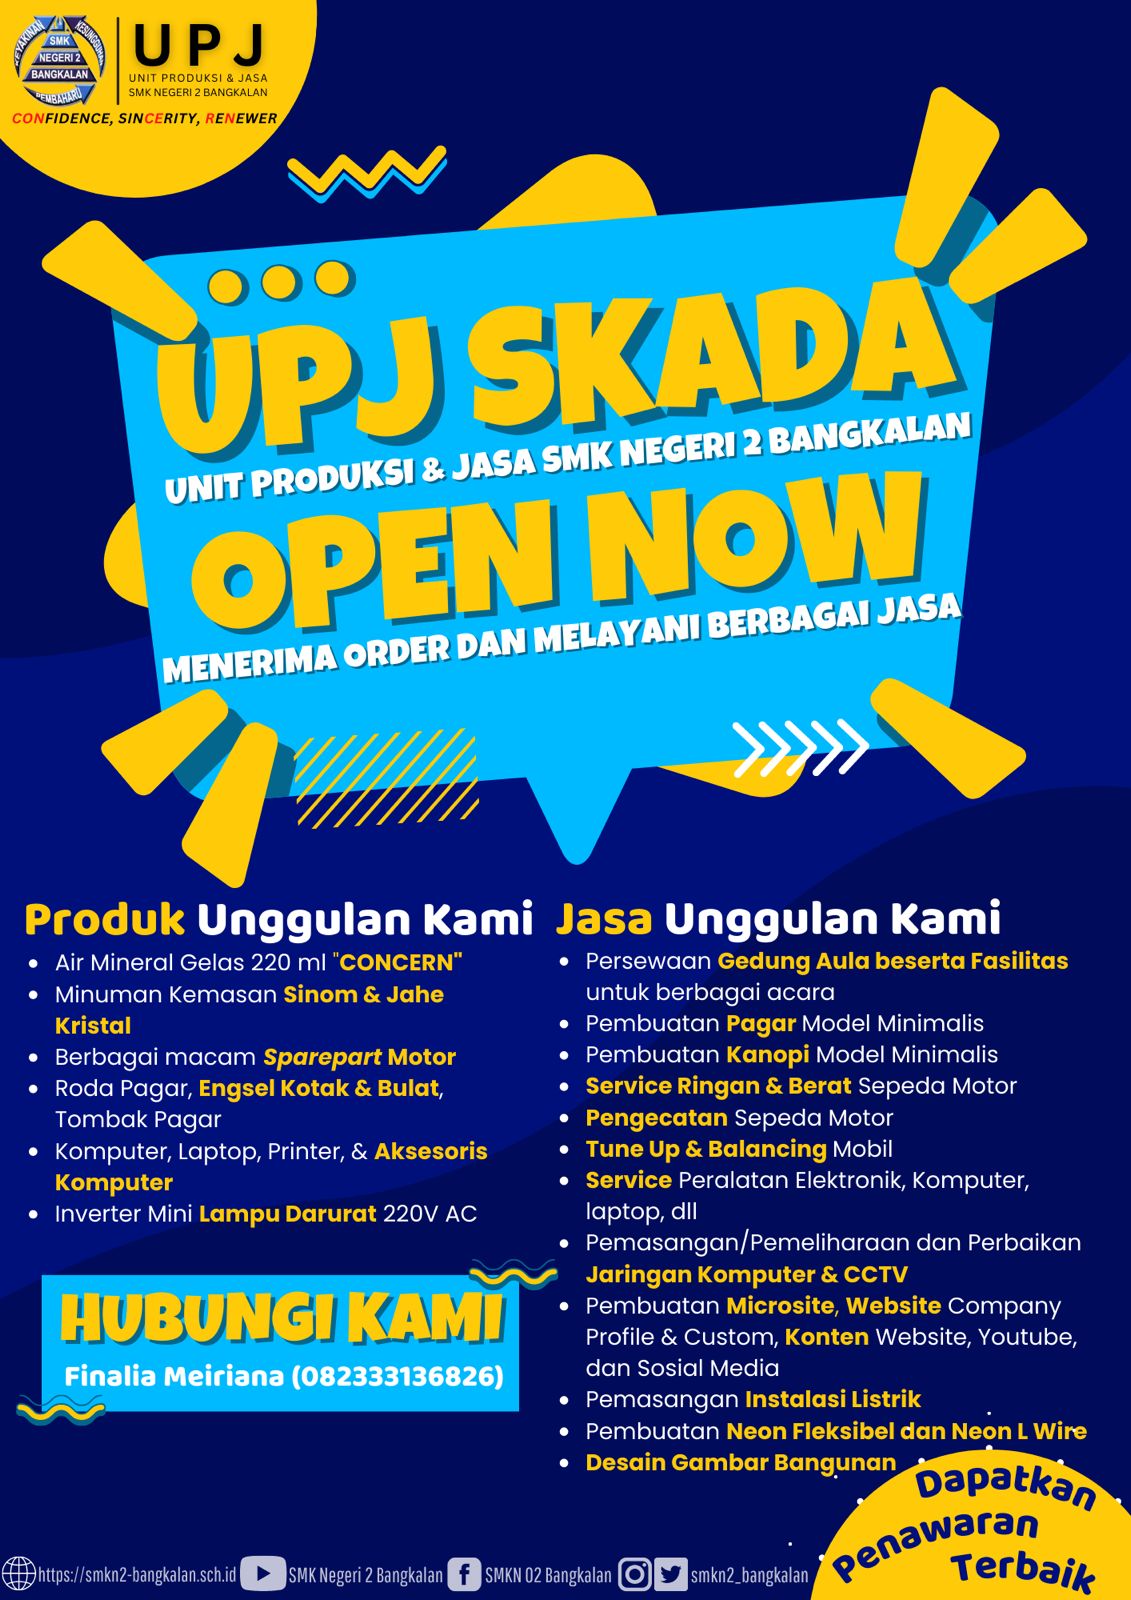 KEYAKINAN
KESUNGGUHAN
SMK
NEGERI 2
BANGKALAN
PEMBAHARU
UPJ
UNIT PRODUKSI & JASA
SMK NEGERI 2 BANGKALAN
CONFIDENCE, SINCERITY, RENEWER
UPJ SKADA
UNIT PRODUKSI & JASA SMK NEGERI 2 BANGKALAN
OPEN NOW
MENERIMA ORDER DAN MELAYANI BERBAGAI JASA
Produk Unggulan Kami
• Air Mineral Gelas 220 ml "CONCERN"
• Minuman Kemasan Sinom & Jahe
Kristal
• Berbagai macam Sparepart Motor
• Roda Pagar, Engsel Kotak & Bulat,
Tombak Pagar
• Komputer, Laptop, Printer, & Aksesoris
Komputer
• Inverter Mini Lampu Darurat 220V AC
HUBUNGI KAMI
Finalia Meiriana (082333136826)
Jasa Unggulan Kami
• Persewaan Gedung Aula beserta Fasilitas
untuk berbagai acara
• Pembuatan Pagar Model Minimalis
• Pembuatan Kanopi Model Minimalis
• Service Ringan & Berat Sepeda Motor
• Pengecatan Sepeda Motor
• Tune Up & Balancing Mobil
• Service Peralatan Elektronik, Komputer,
laptop, dll
• Pemasangan/Pemeliharaan dan Perbaikan
Jaringan Komputer & CCTV
• Pembuatan Microsite, Website Company
Profile & Custom, Konten Website, Youtube,
dan Sosial Media
• Pemasangan Instalasi Listrik
• Pembuatan Neon Fleksibel dan Neon L Wire
• Desain Gambar Bangunan
Dapatkan
Penawaran
Terbaik
https://smkn2-bangkalan.sch.id SMK Negeri 2 Bangkalan SMKN 02 Bangkalan smkn2_bangkalan